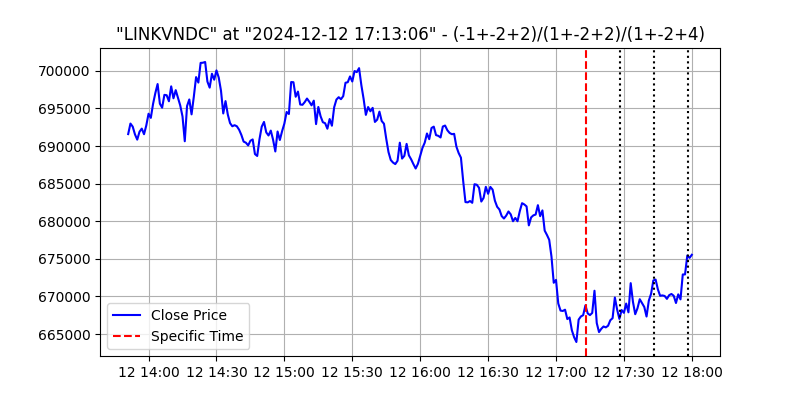 "LINKVNDC" at "2024-12-12 17:13:06" - (-1+-2+2)/(1+-2+2)/(1+-2+4)
700000
695000
690000
685000
680000
675000
670000
665000
Close Price
Specific Time
12 14:00 12 14:30 12 15:00 12 15:30 12 16:00 12 16:30 12 17:00 12 17:30 12 18:00